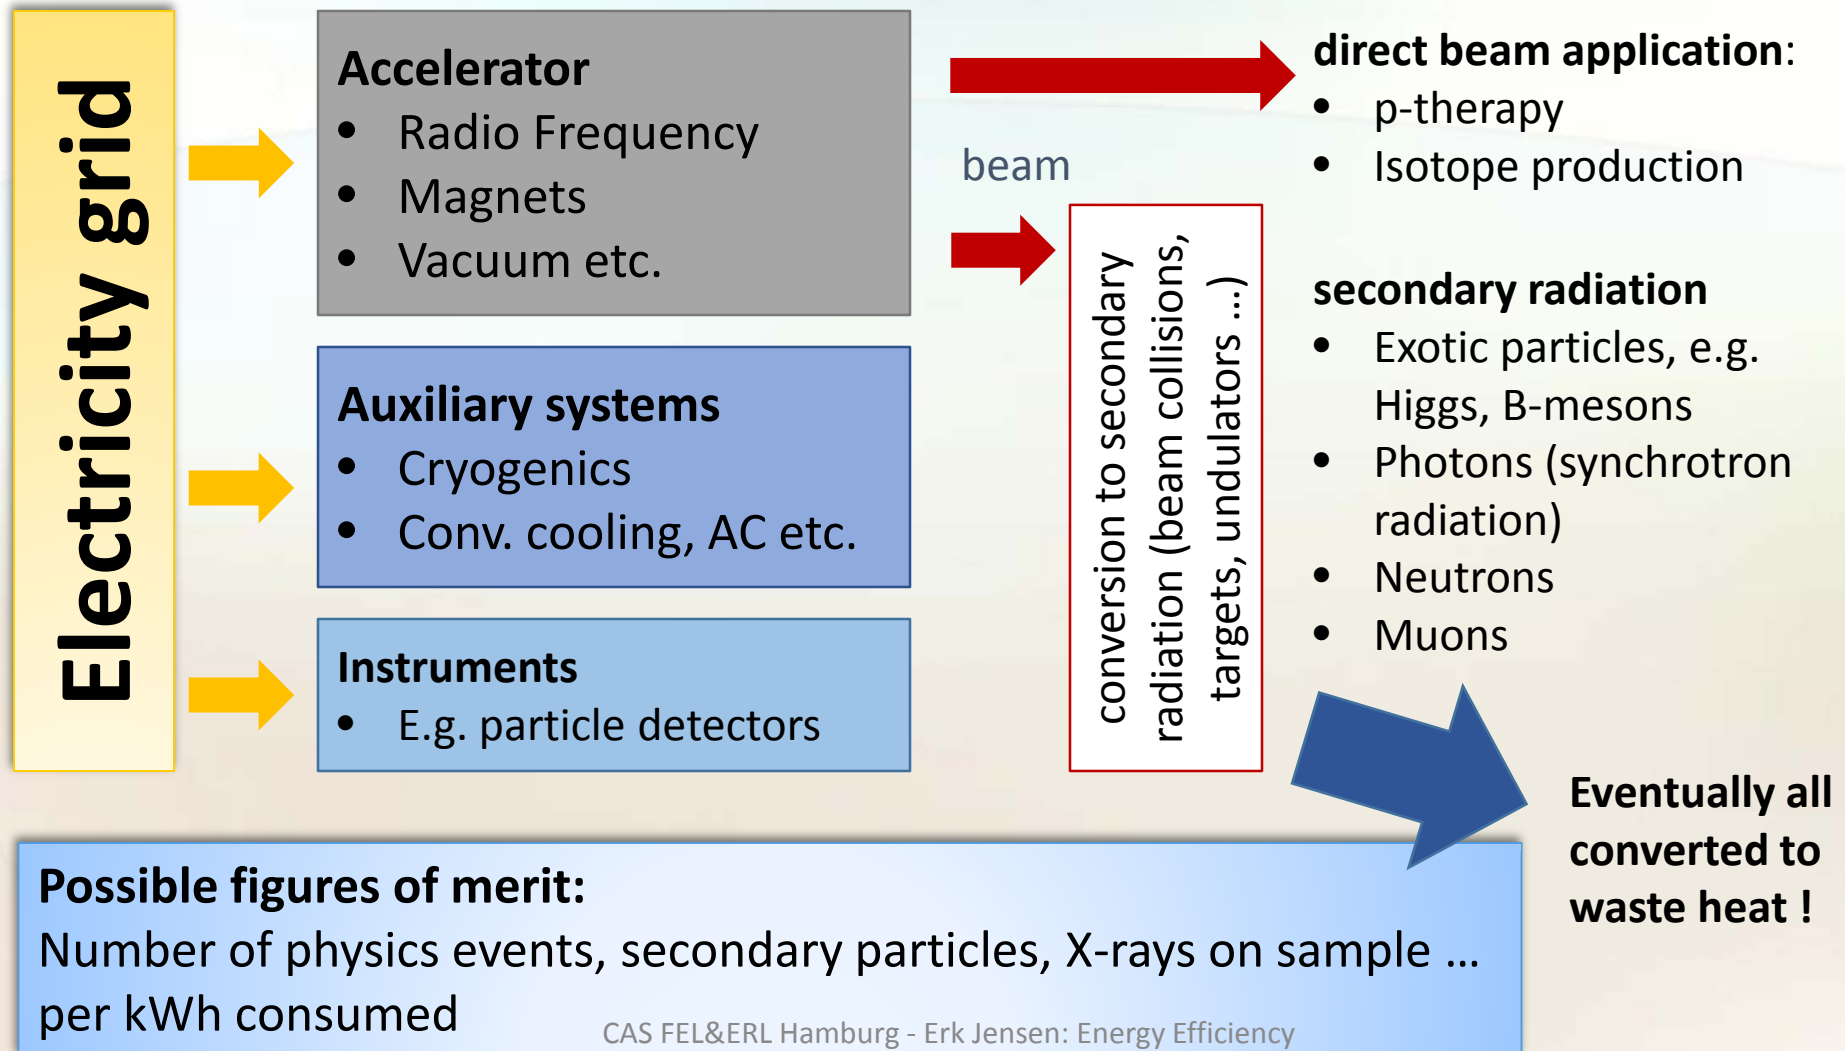 Electricity grid
Accelerator
• Radio Frequency
• Magnets
• Vacuum etc.
Auxiliary systems
• Cryogenics
• Conv. cooling, AC etc.
Instruments
• E.g. particle detectors
beam
conversion to secondary
radiation (beam collisions,
targets, undulators ...)
direct beam application:
• p-therapy
• Isotope production
secondary radiation
• Exotic particles, e.g.
Higgs, B-mesons
• Photons (synchrotron
radiation)
• Neutrons
• Muons
Eventually all
converted to
waste heat !
Possible figures of merit:
Number of physics events, secondary particles, X-rays on sample ...
per kWh consumed
CAS FEL&ERL Hamburg - Erk Jensen: Energy Efficiency